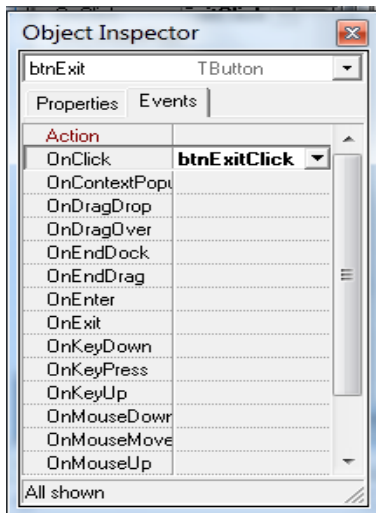 Object Inspector
btnExit TButton
Properties Events
Action
OnClick btnExitClick
OnContextPopu
OnDragDrop
OnDragOver
OnEndDock
OnEndDrag
OnEnter
OnExit
OnKeyDown
OnKeyPress
OnKeyUp
OnMouseDown
OnMouseMove
OnMouseUp
All shown